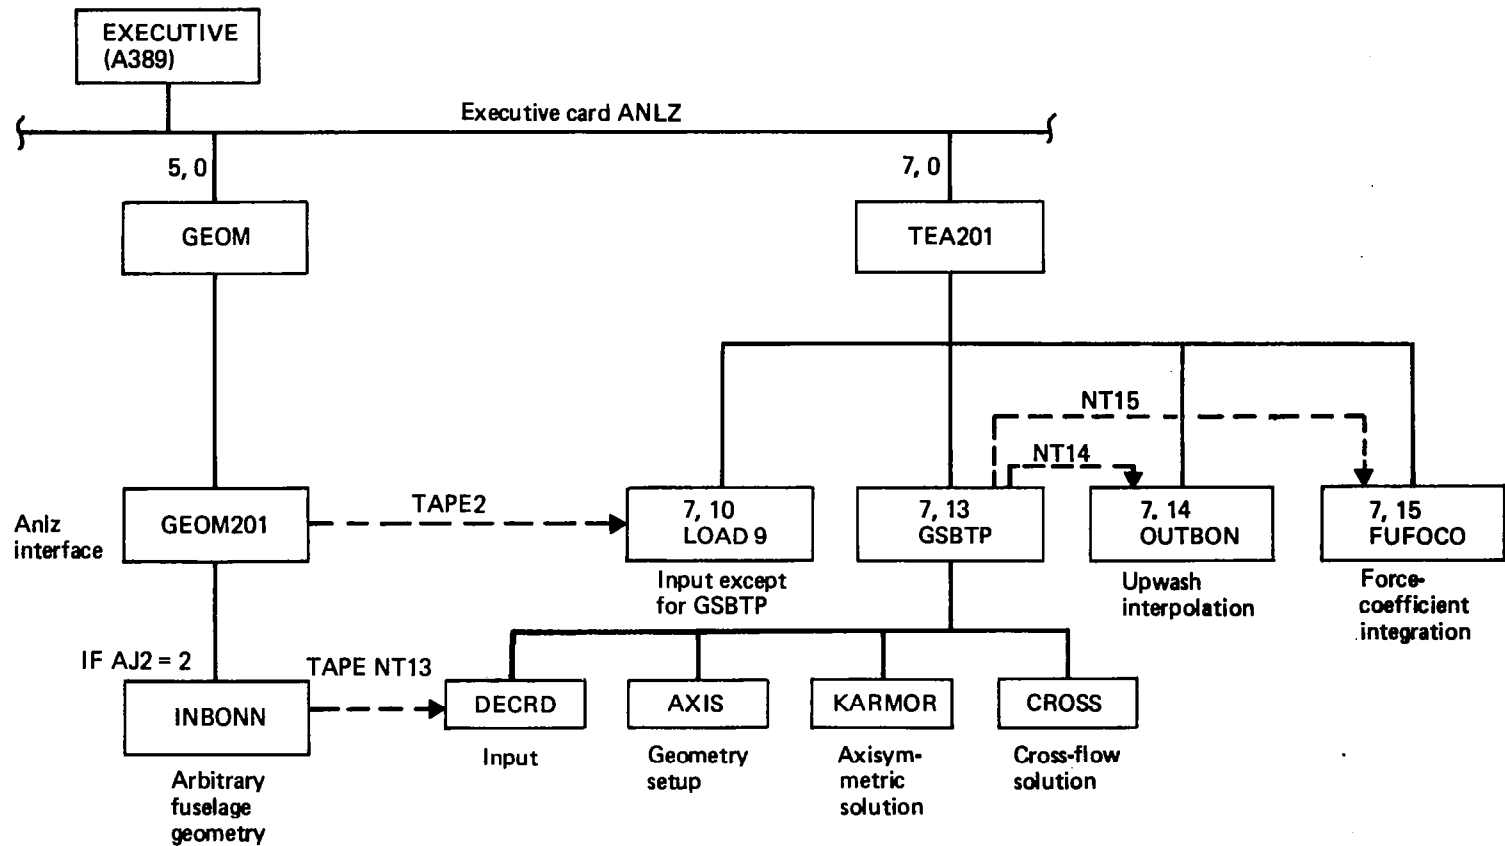 EXECUTIVE
(A389)
Executive card ANLZ
5, 0
7, 0
GEOM
TEA201
NT15
NT14
Anlz
interface
GEOM201
TAPE2
7, 10
LOAD 9
Input except
for GSBTP
7, 13
GSBTP
7, 14
OUTBON
Upwash
interpolation
7, 15
FUFOCO
Force-
coefficient
integration
IF AJ2 = 2
TAPE NT13
INBONN
Arbitrary
fuselage
geometry
DECRD
Input
AXIS
Geometry
setup
KARMOR
Axisym-
metric
solution
CROSS
Cross-flow
solution